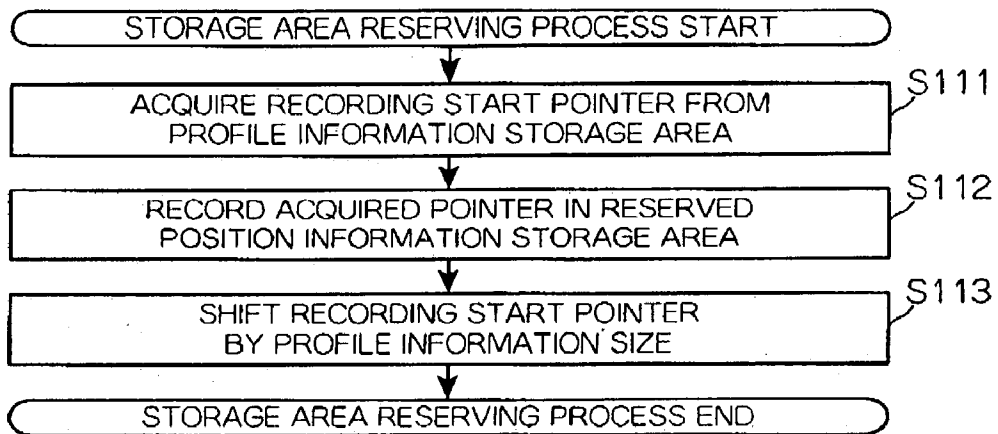 STORAGE AREA RESERVING PROCESS START
S111
ACQUIRE RECORDING START POINTER FROM
PROFILE INFORMATION STORAGE AREA
S112
RECORD ACQUIRED POINTER IN RESERVED
POSITION INFORMATION STORAGE AREA
S113
SHIFT RECORDING START POINTER
BY PROFILE INFORMATION SIZE
STORAGE AREA RESERVING PROCESS END